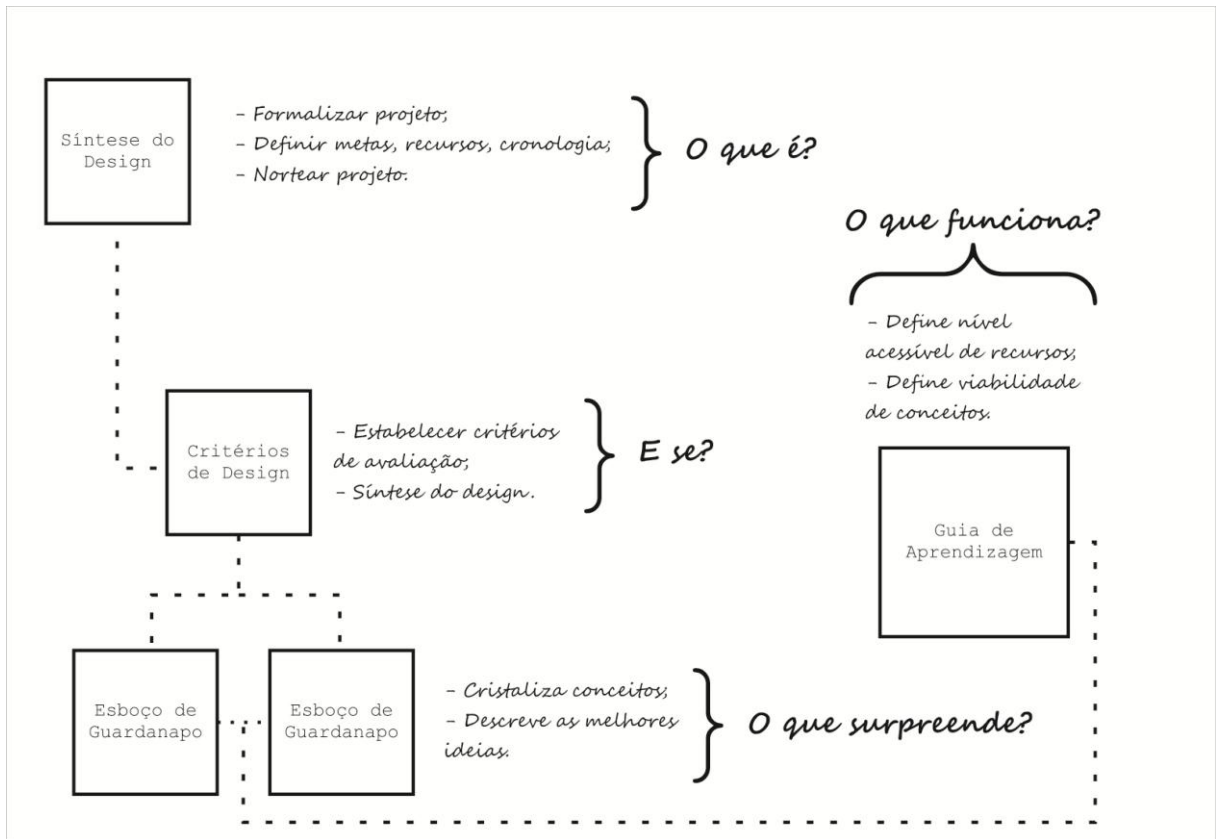 Síntese do
Design
- Formalizar projeto;
- Definir metas, recursos, cronologia;
- Nortear projeto.
O que é?
O que funciona?
- Define nível
acessível de recursos;
- Define viabilidade
de conceitos.
Critérios
de Design
- Estabelecer critérios
de avaliação;
- Síntese do design.
E se?
Guia de
Aprendizagem
Esboço de
Guardanapo
Esboço de
Guardanapo
- Cristaliza conceitos;
- Descreve as melhores
ideias.
O que surpreende?